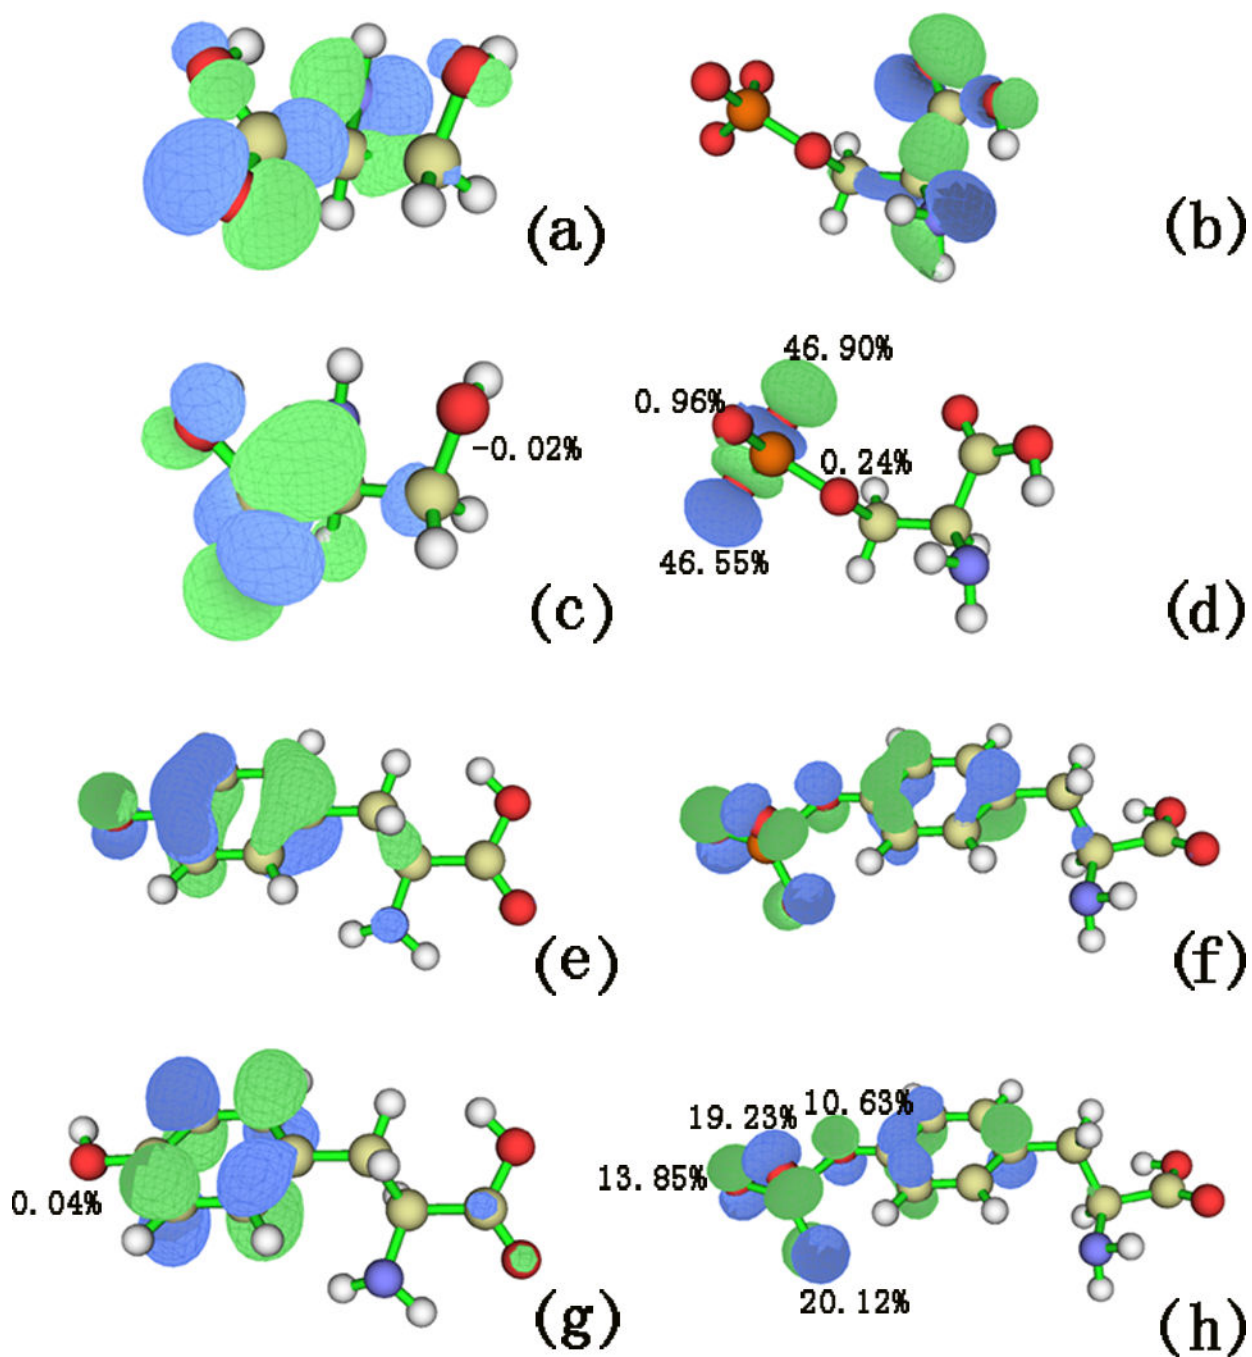 (a)
(b)
46.90%
0.96%
-0.02%
0.24%
46.55%
(c)
(d)
(e)
(f)
19.23%
10.63%
13.85%
0.04%
20.12%
(g)
(h)